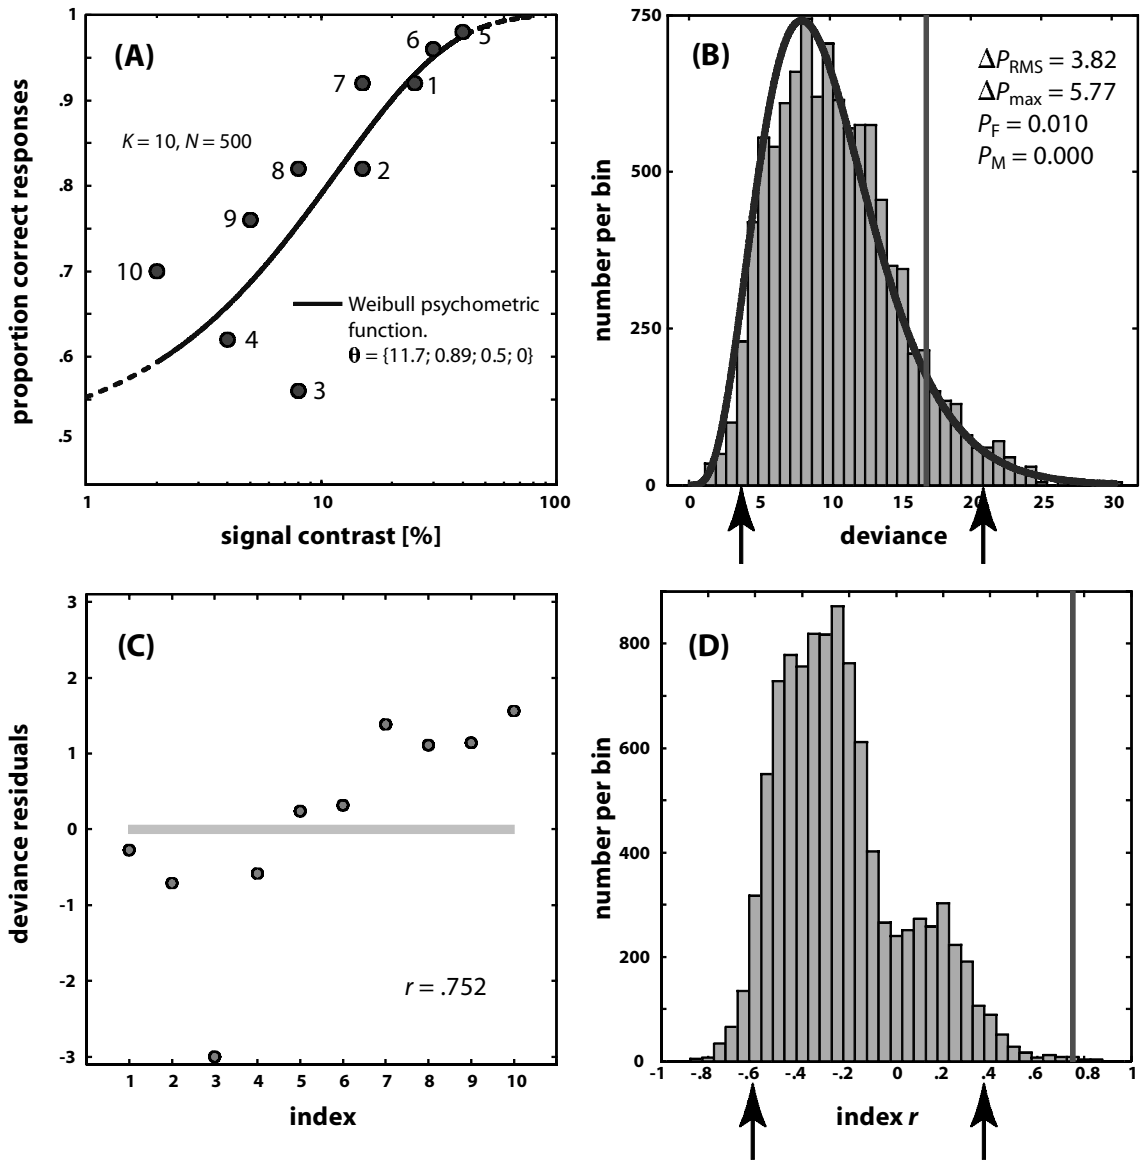 (A)
1
.9
.8
.7
.6
.5
proportion correct responses
K = 10, N = 500
6
5
7
1
8
2
9
10
4
3
Weibull psychometric
function.
θ = {11.7; 0.89; 0.5; 0}
1 10 100
signal contrast [%]
(B)
750
500
250
0
number per bin
ΔPRMS = 3.82
ΔPmax = 5.77
PF = 0.010
PM = 0.000
0 5 10 15 20 25 30
deviance
(C)
3
2
1
0
-1
-2
-3
deviance residuals
r = .752
1 2 3 4 5 6 7 8 9 10
index
(D)
800
600
400
200
0
number per bin
-1 -.8 -.6 -.4 -.2 0 .2 .4 .6 0.8 1
index r